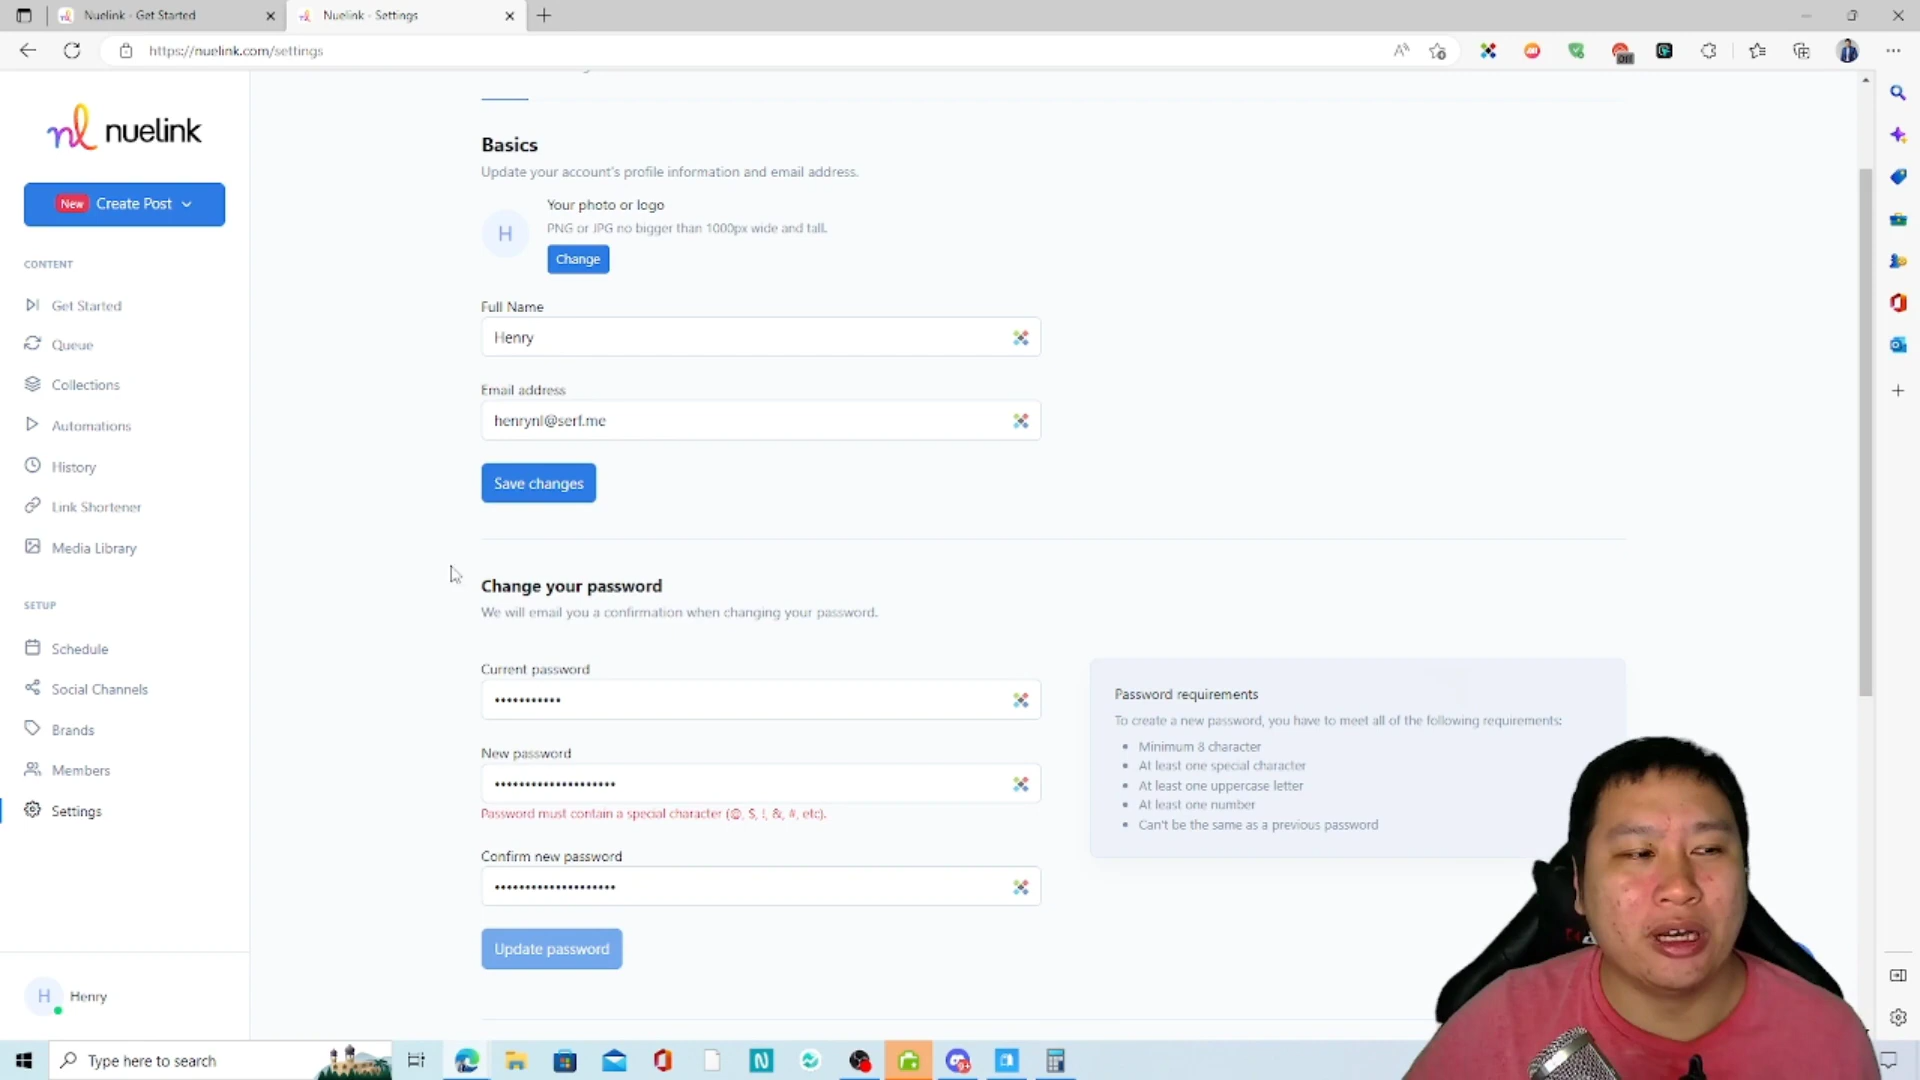 Nuelink - Get Started
Nuelink - Settings
https://nuelink.com/settings
nl nuelink
New Create Post
CONTENT
Get Started
Queue
Collections
Automations
History
Link Shortener
Media Library
SETUP
Schedule
Social Channels
Brands
Members
Settings
H Henry
Basics
Update your account's profile information and email address.
H
Your photo or logo
PNG or JPG no bigger than 1000px wide and tall.
Change
Full Name
Henry
Email address
henrynl@serf.me
Save changes
Change your password
We will email you a confirmation when changing your password.
Current password
•••••••••••
New password
••••••••••••••••••••
Password must contain a special character (@, $, !, &, #, etc).
Confirm new password
••••••••••••••••••••
Update password
Password requirements
To create a new password, you have to meet all of the following requirements:
• Minimum 8 character
• At least one special character
• At least one uppercase letter
• At least one number
• Can't be the same as a previous password
Type here to search